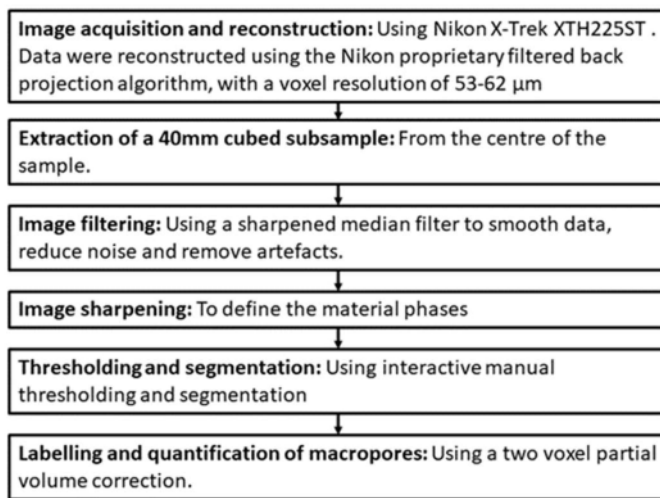 Image acquisition and reconstruction: Using Nikon X-Trek XTH225ST .
Data were reconstructed using the Nikon proprietary filtered back
projection algorithm, with a voxel resolution of 53-62 μm
Extraction of a 40mm cubed subsample: From the centre of the
sample.
Image filtering: Using a sharpened median filter to smooth data,
reduce noise and remove artefacts.
Image sharpening: To define the material phases
Thresholding and segmentation: Using interactive manual
thresholding and segmentation
Labelling and quantification of macropores: Using a two voxel partial
volume correction.